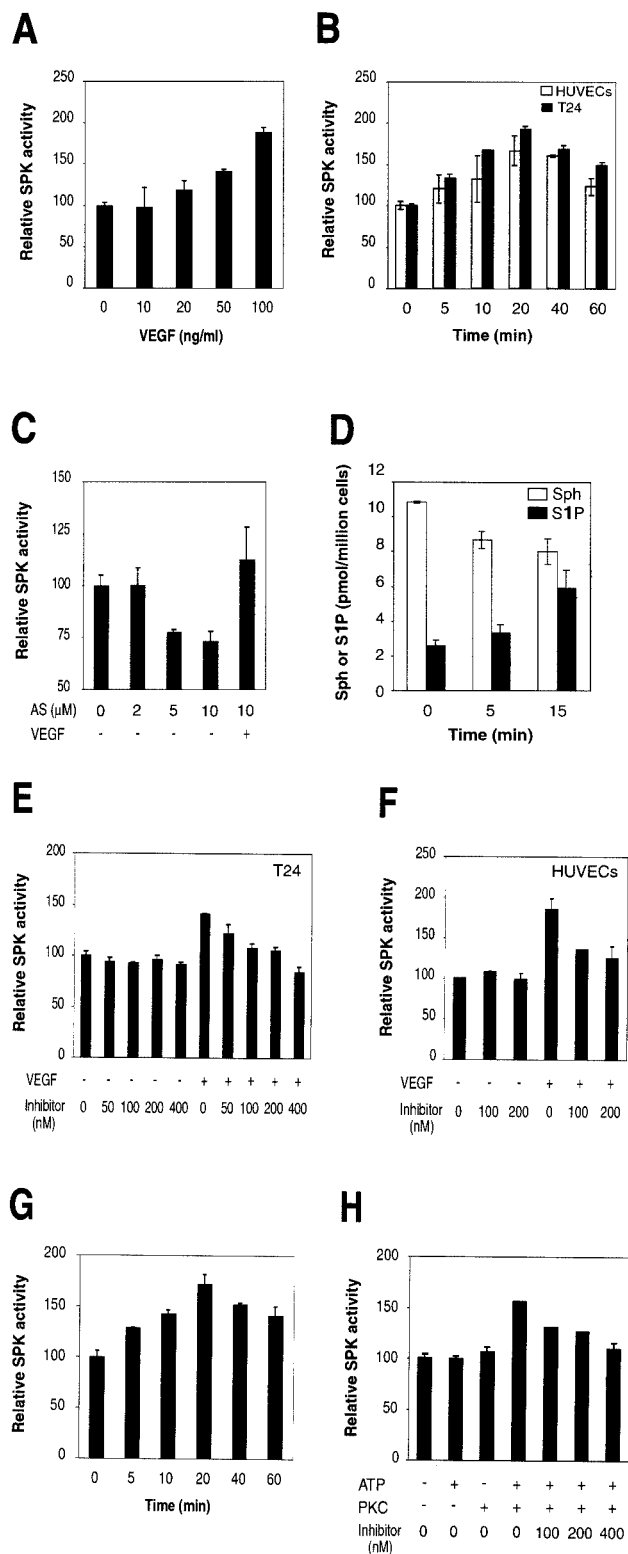 A
Relative SPK activity
250
200
150
100
50
0
0 10 20 50 100
VEGF (ng/ml)
B
Relative SPK activity
250
200
150
100
50
0
HUVECs
T24
0 5 10 20 40 60
Time (min)
C
Relative SPK activity
150
125
100
75
50
AS (µM) 0 2 5 10 10
VEGF - - - - +
D
Sph or S1P (pmol/million cells)
12
10
8
6
4
2
0
Sph
S1P
0 5 15
Time (min)
E
Relative SPK activity
200
150
100
50
0
T24
VEGF - - - - - + + + + +
Inhibitor 0 50 100 200 400 0 50 100 200 400
(nM)
F
Relative SPK activity
250
200
150
100
50
0
HUVECs
VEGF - - - + + +
Inhibitor 0 100 200 0 100 200
(nM)
G
Relative SPK activity
200
150
100
50
0
0 5 10 20 40 60
Time (min)
H
Relative SPK activity
200
150
100
50
0
ATP - + - + + + +
PKC - - + + + + +
Inhibitor 0 0 0 0 100 200 400
(nM)